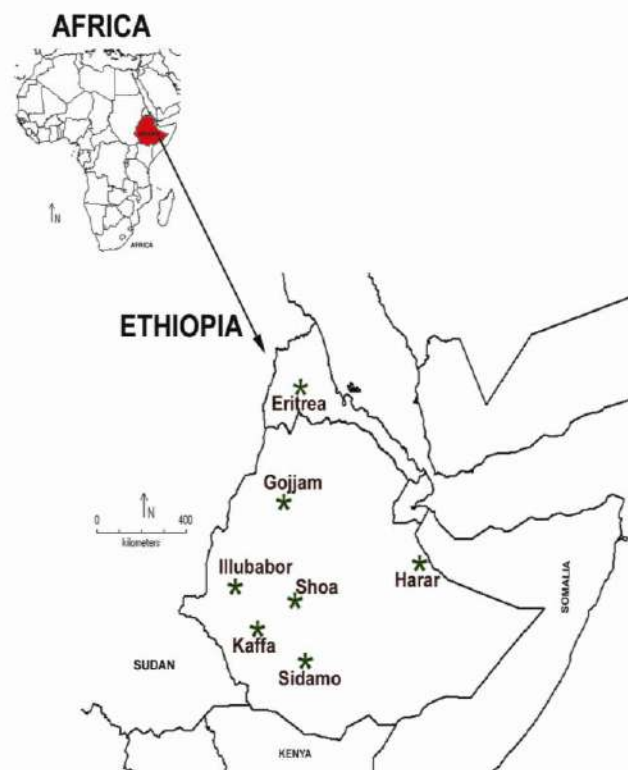 AFRICA
N
AFRICA
ETHIOPIA
Eritrea
Gojjam
N
0 400
kilometers
Illubabor
Shoa
Harar
SOMALIA
Kaffa
SUDAN
Sidamo
KENYA